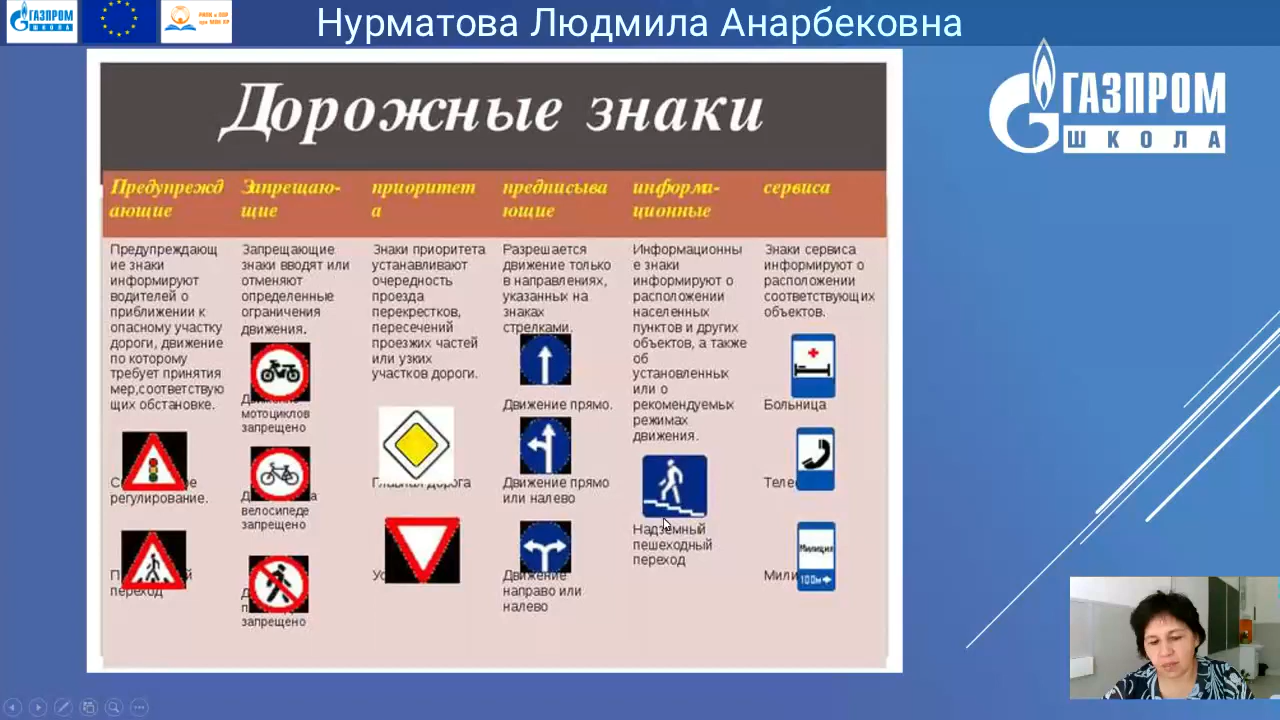 ГАЗПРОМ
ШКОЛА
Нурматова Людмила Анарбековна
ГАЗПРОМ
ШКОЛА
Дорожные знаки
Предупрежд
ающие
Запрещаю-
щие
приоритет
а
предписыва
ющие
информа-
ционные
сервиса
Предупреждающ
ие знаки
информируют
водителей о
приближении к
опасному участку
дороги, движение
по которому
требует принятия
мер,соответствую
щих обстановке.
регулирование.
переход
Запрещающие
знаки вводят или
отменяют
определенные
ограничения
движения.
мотоциклов
запрещено
велосипеде
запрещено
запрещено
Знаки приоритета
устанавливают
очередность
проезда
перекрестков,
пересечений
проезжих частей
или узких
участков дороги.
Главная дорога
Разрешается
движение только
в направлениях,
указанных на
знаках
стрелками.
Движение прямо.
Движение прямо
или налево
Движение
направо или
налево
Информационны
е знаки
информируют о
расположении
населенных
пунктов и других
объектов, а также
об
установленных
или о
рекомендуемых
режимах
движения.
Надземный
пешеходный
переход
Знаки сервиса
информируют о
расположении
соответствующих
объектов.
Больница
Милиция
100м